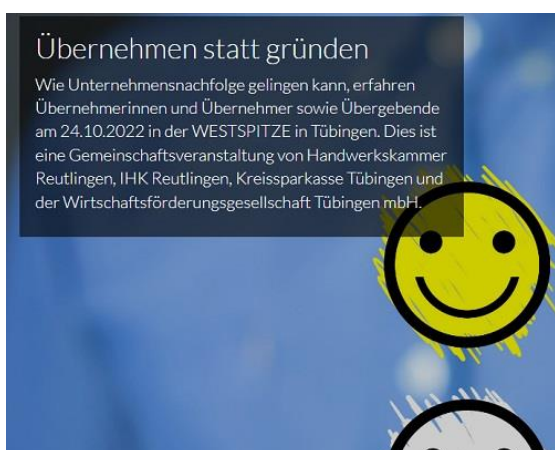 Übernehmen statt gründen
Wie Unternehmensnachfolge gelingen kann, erfahren
Übernehmerinnen und Übernehmer sowie Übergebende
am 24.10.2022 in der WESTSPITZE in Tübingen. Dies ist
eine Gemeinschaftsveranstaltung von Handwerkskammer
Reutlingen, IHK Reutlingen, Kreissparkasse Tübingen und
der Wirtschaftsförderungsgesellschaft Tübingen mbH.